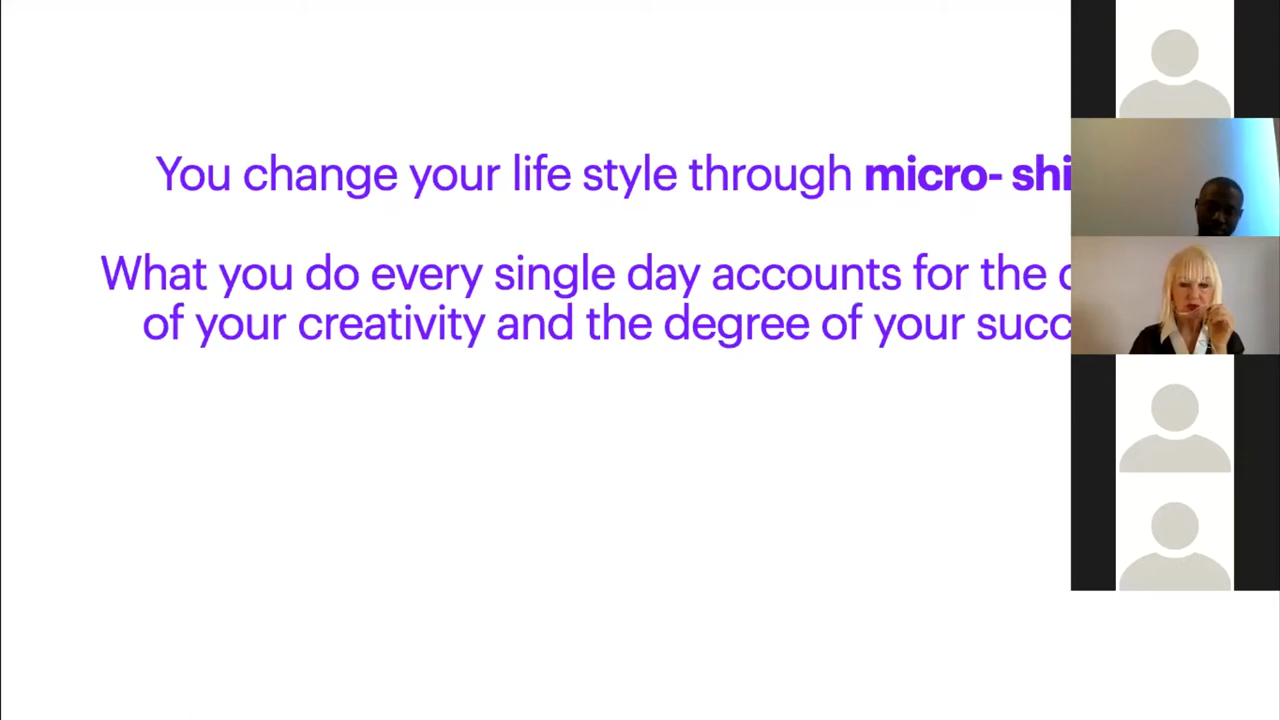 You change your life style through micro- shi
What you do every single day accounts for the
of your creativity and the degree of your succ